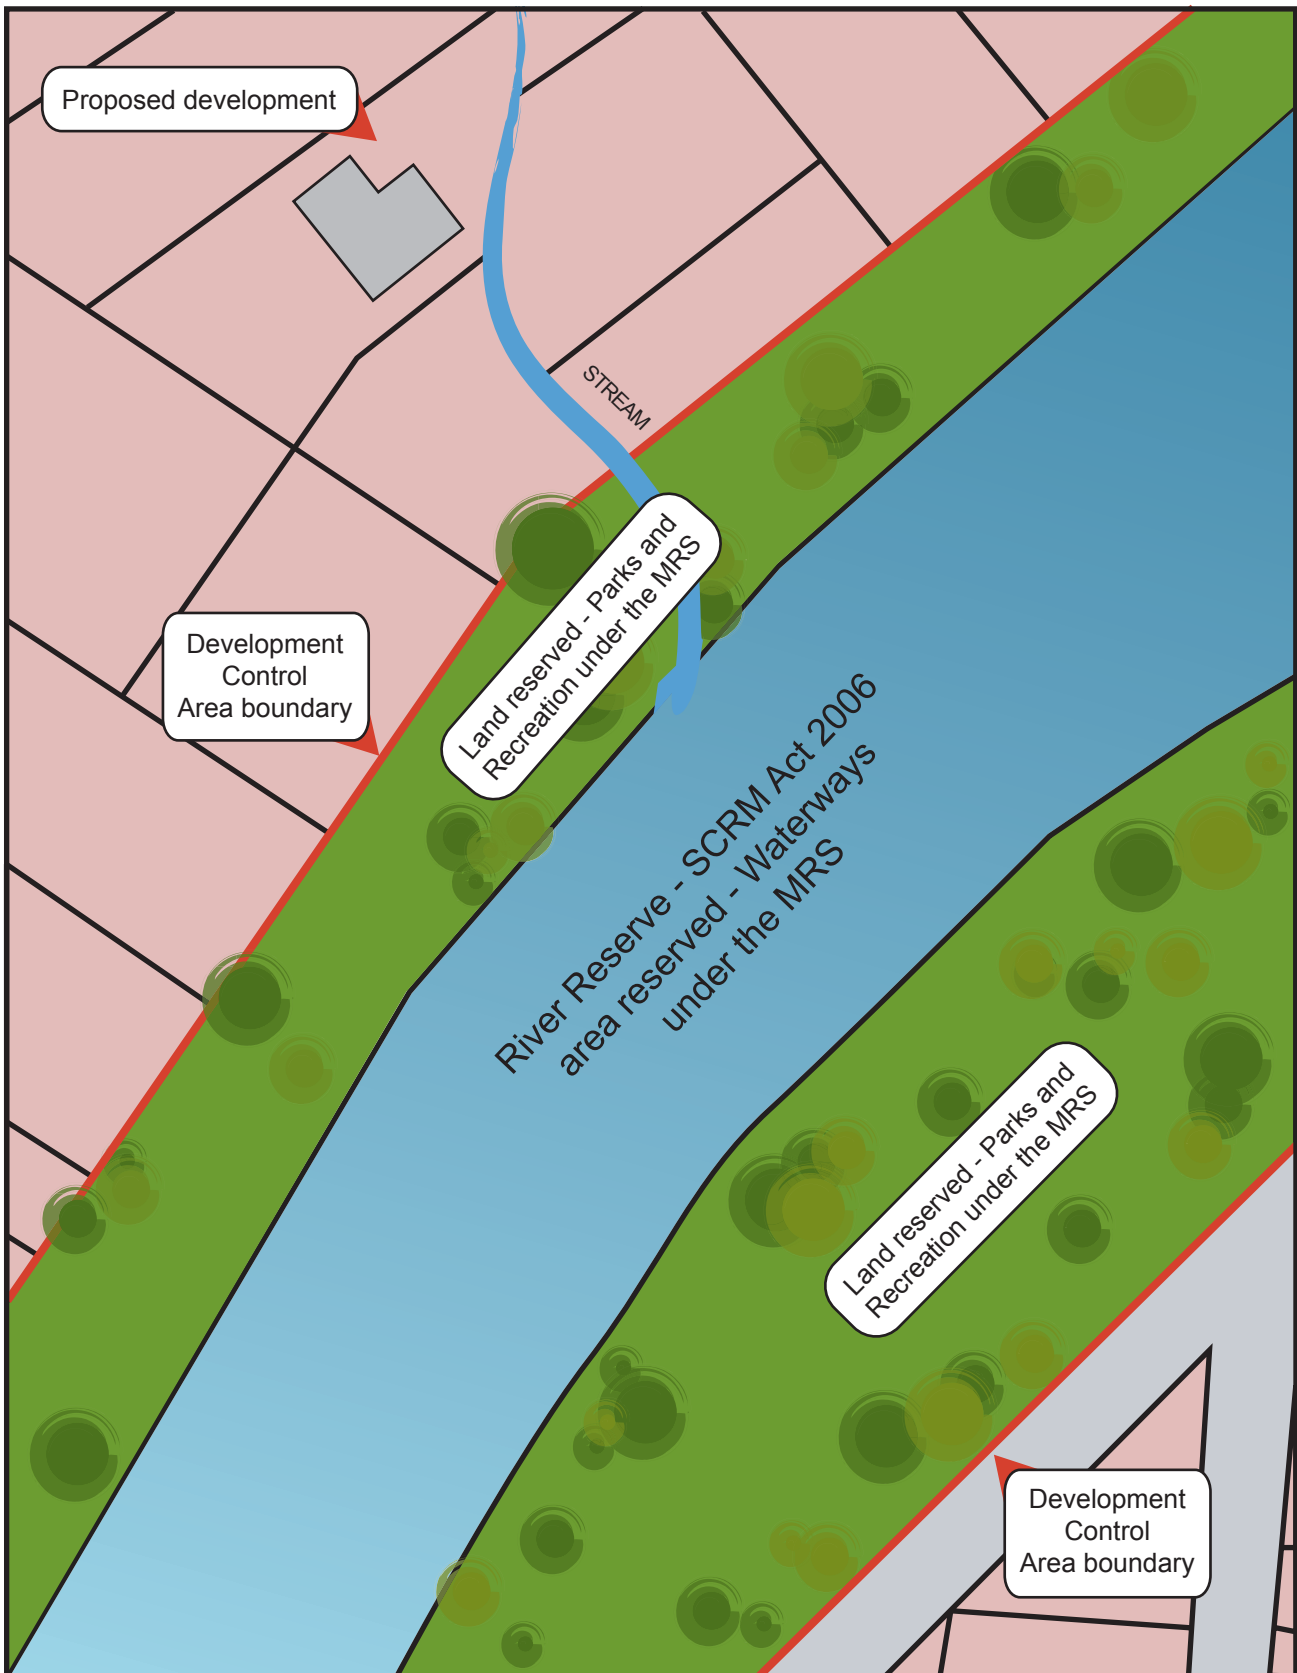 Proposed development
STREAM
Land reserved - Parks and
Recreation under the MRS
Development
Control
Area boundary
River Reserve - SCRM Act 2006
area reserved - Waterways
under the MRS
Land reserved - Parks and
Recreation under the MRS
Development
Control
Area boundary